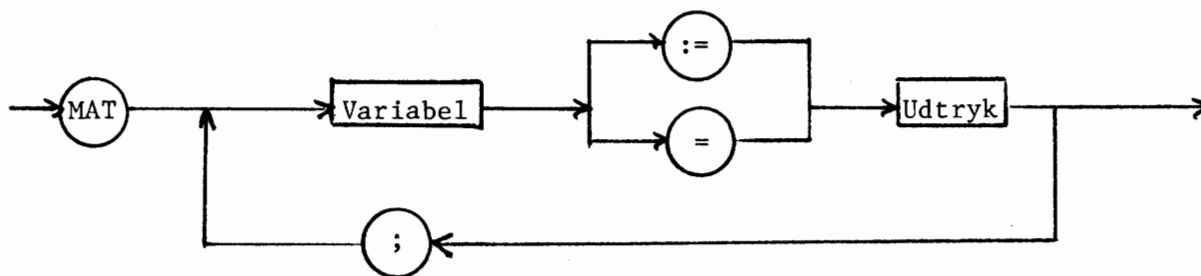 MAT
Variabel
:=
=
Udtryk
;